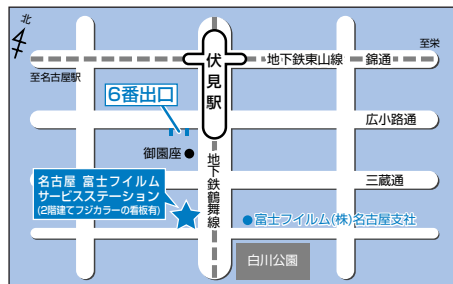 北
伏見駅
地下鉄東山線
錦通
至栄
至名古屋駅
6番出口
広小路通
御園座
地下鉄鶴舞線
三蔵通
名古屋 富士フイルム
サービスステーション
(2階建てフジカラーの看板有)
富士フイルム(株)名古屋支社
白川公園